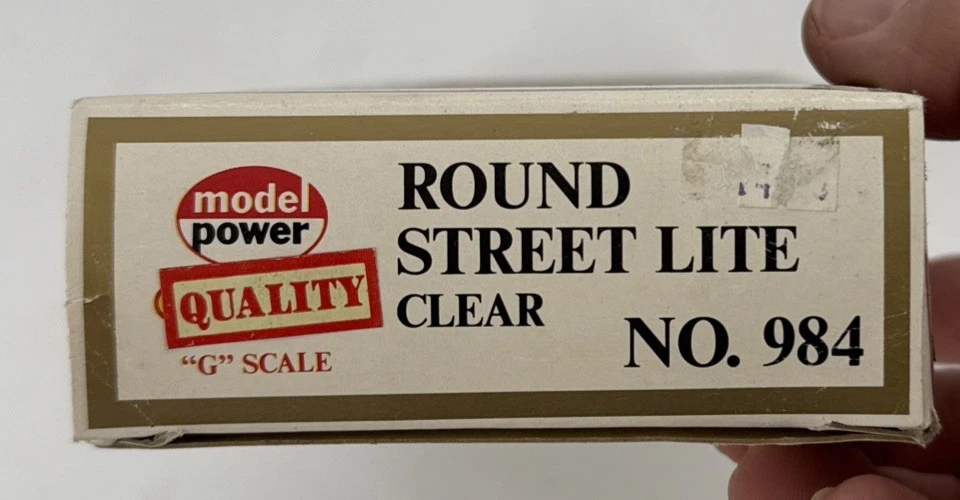 model
power
QUALITY
"G" SCALE
ROUND
STREET LITE
CLEAR
NO. 984